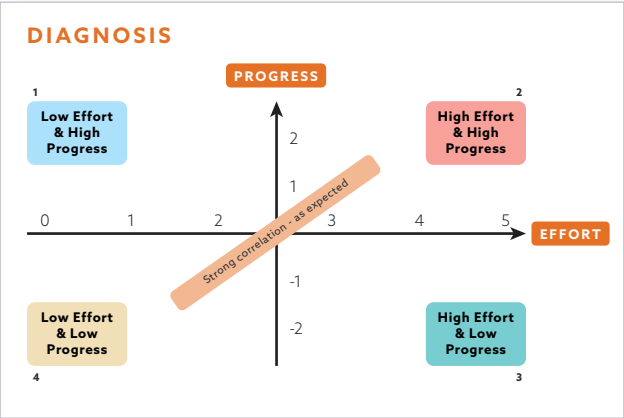 DIAGNOSIS
PROGRESS
1
2
Low Effort
& High
Progress
High Effort
& High
Progress
2
1
Strong correlation - as expected
0 1 2 3 4 5
EFFORT
-1
-2
Low Effort
& Low
Progress
High Effort
& Low
Progress
4
3